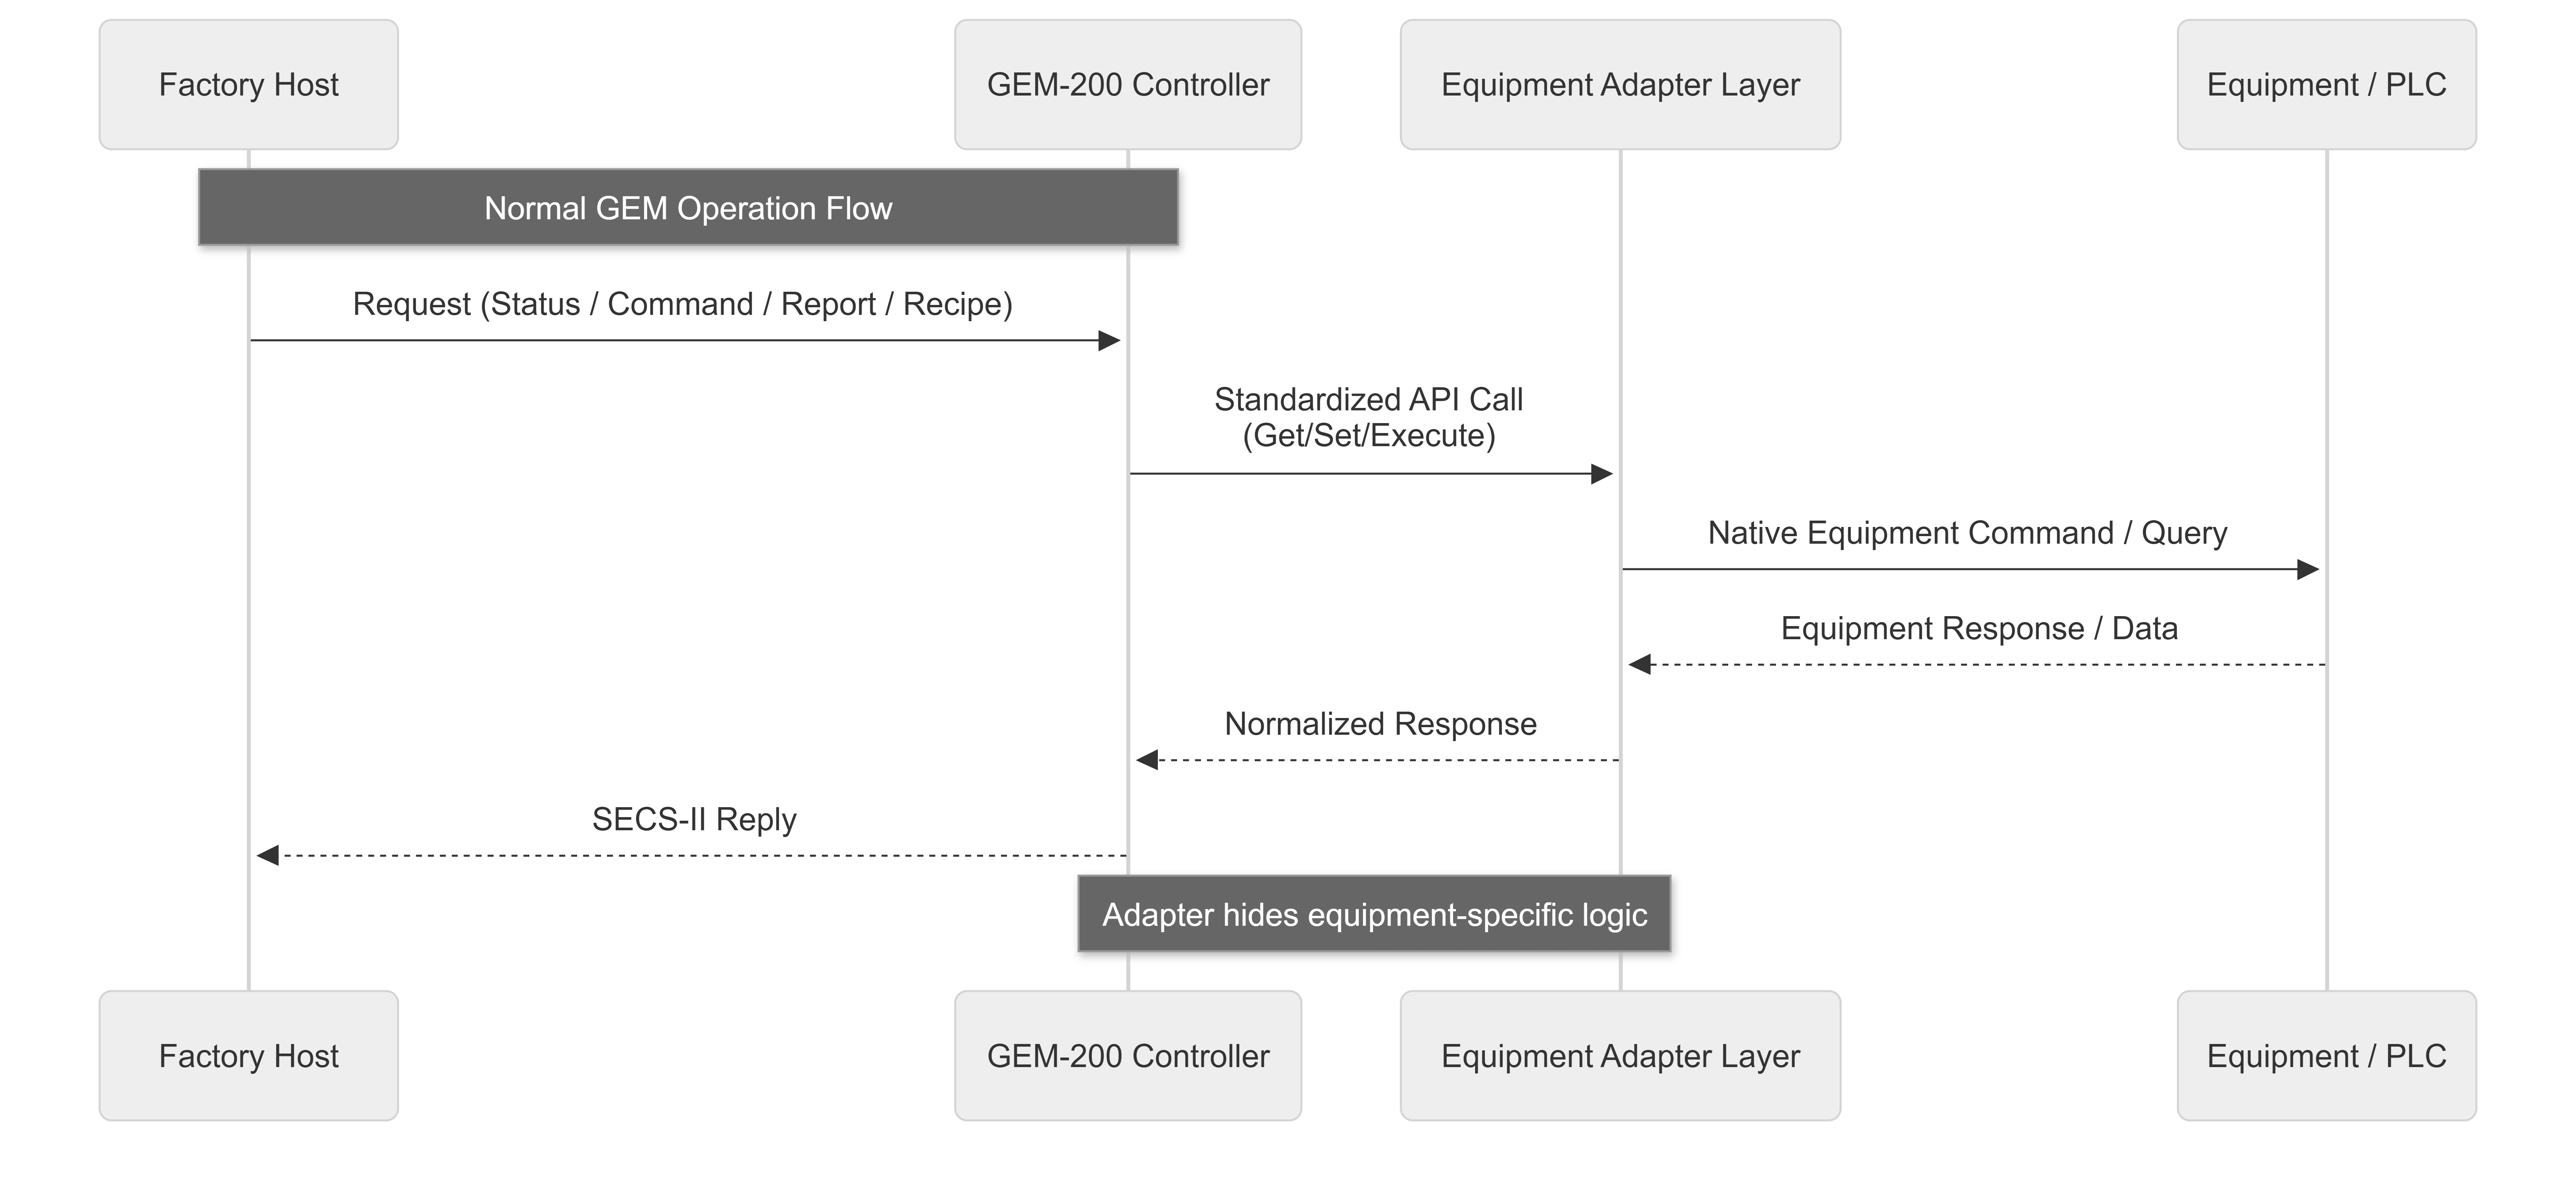 Factory Host
GEM-200 Controller
Equipment Adapter Layer
Equipment / PLC
Normal GEM Operation Flow
Request (Status / Command / Report / Recipe)
Standardized API Call
(Get/Set/Execute)
Native Equipment Command / Query
Equipment Response / Data
Normalized Response
SECS-II Reply
Adapter hides equipment-specific logic
Factory Host
GEM-200 Controller
Equipment Adapter Layer
Equipment / PLC